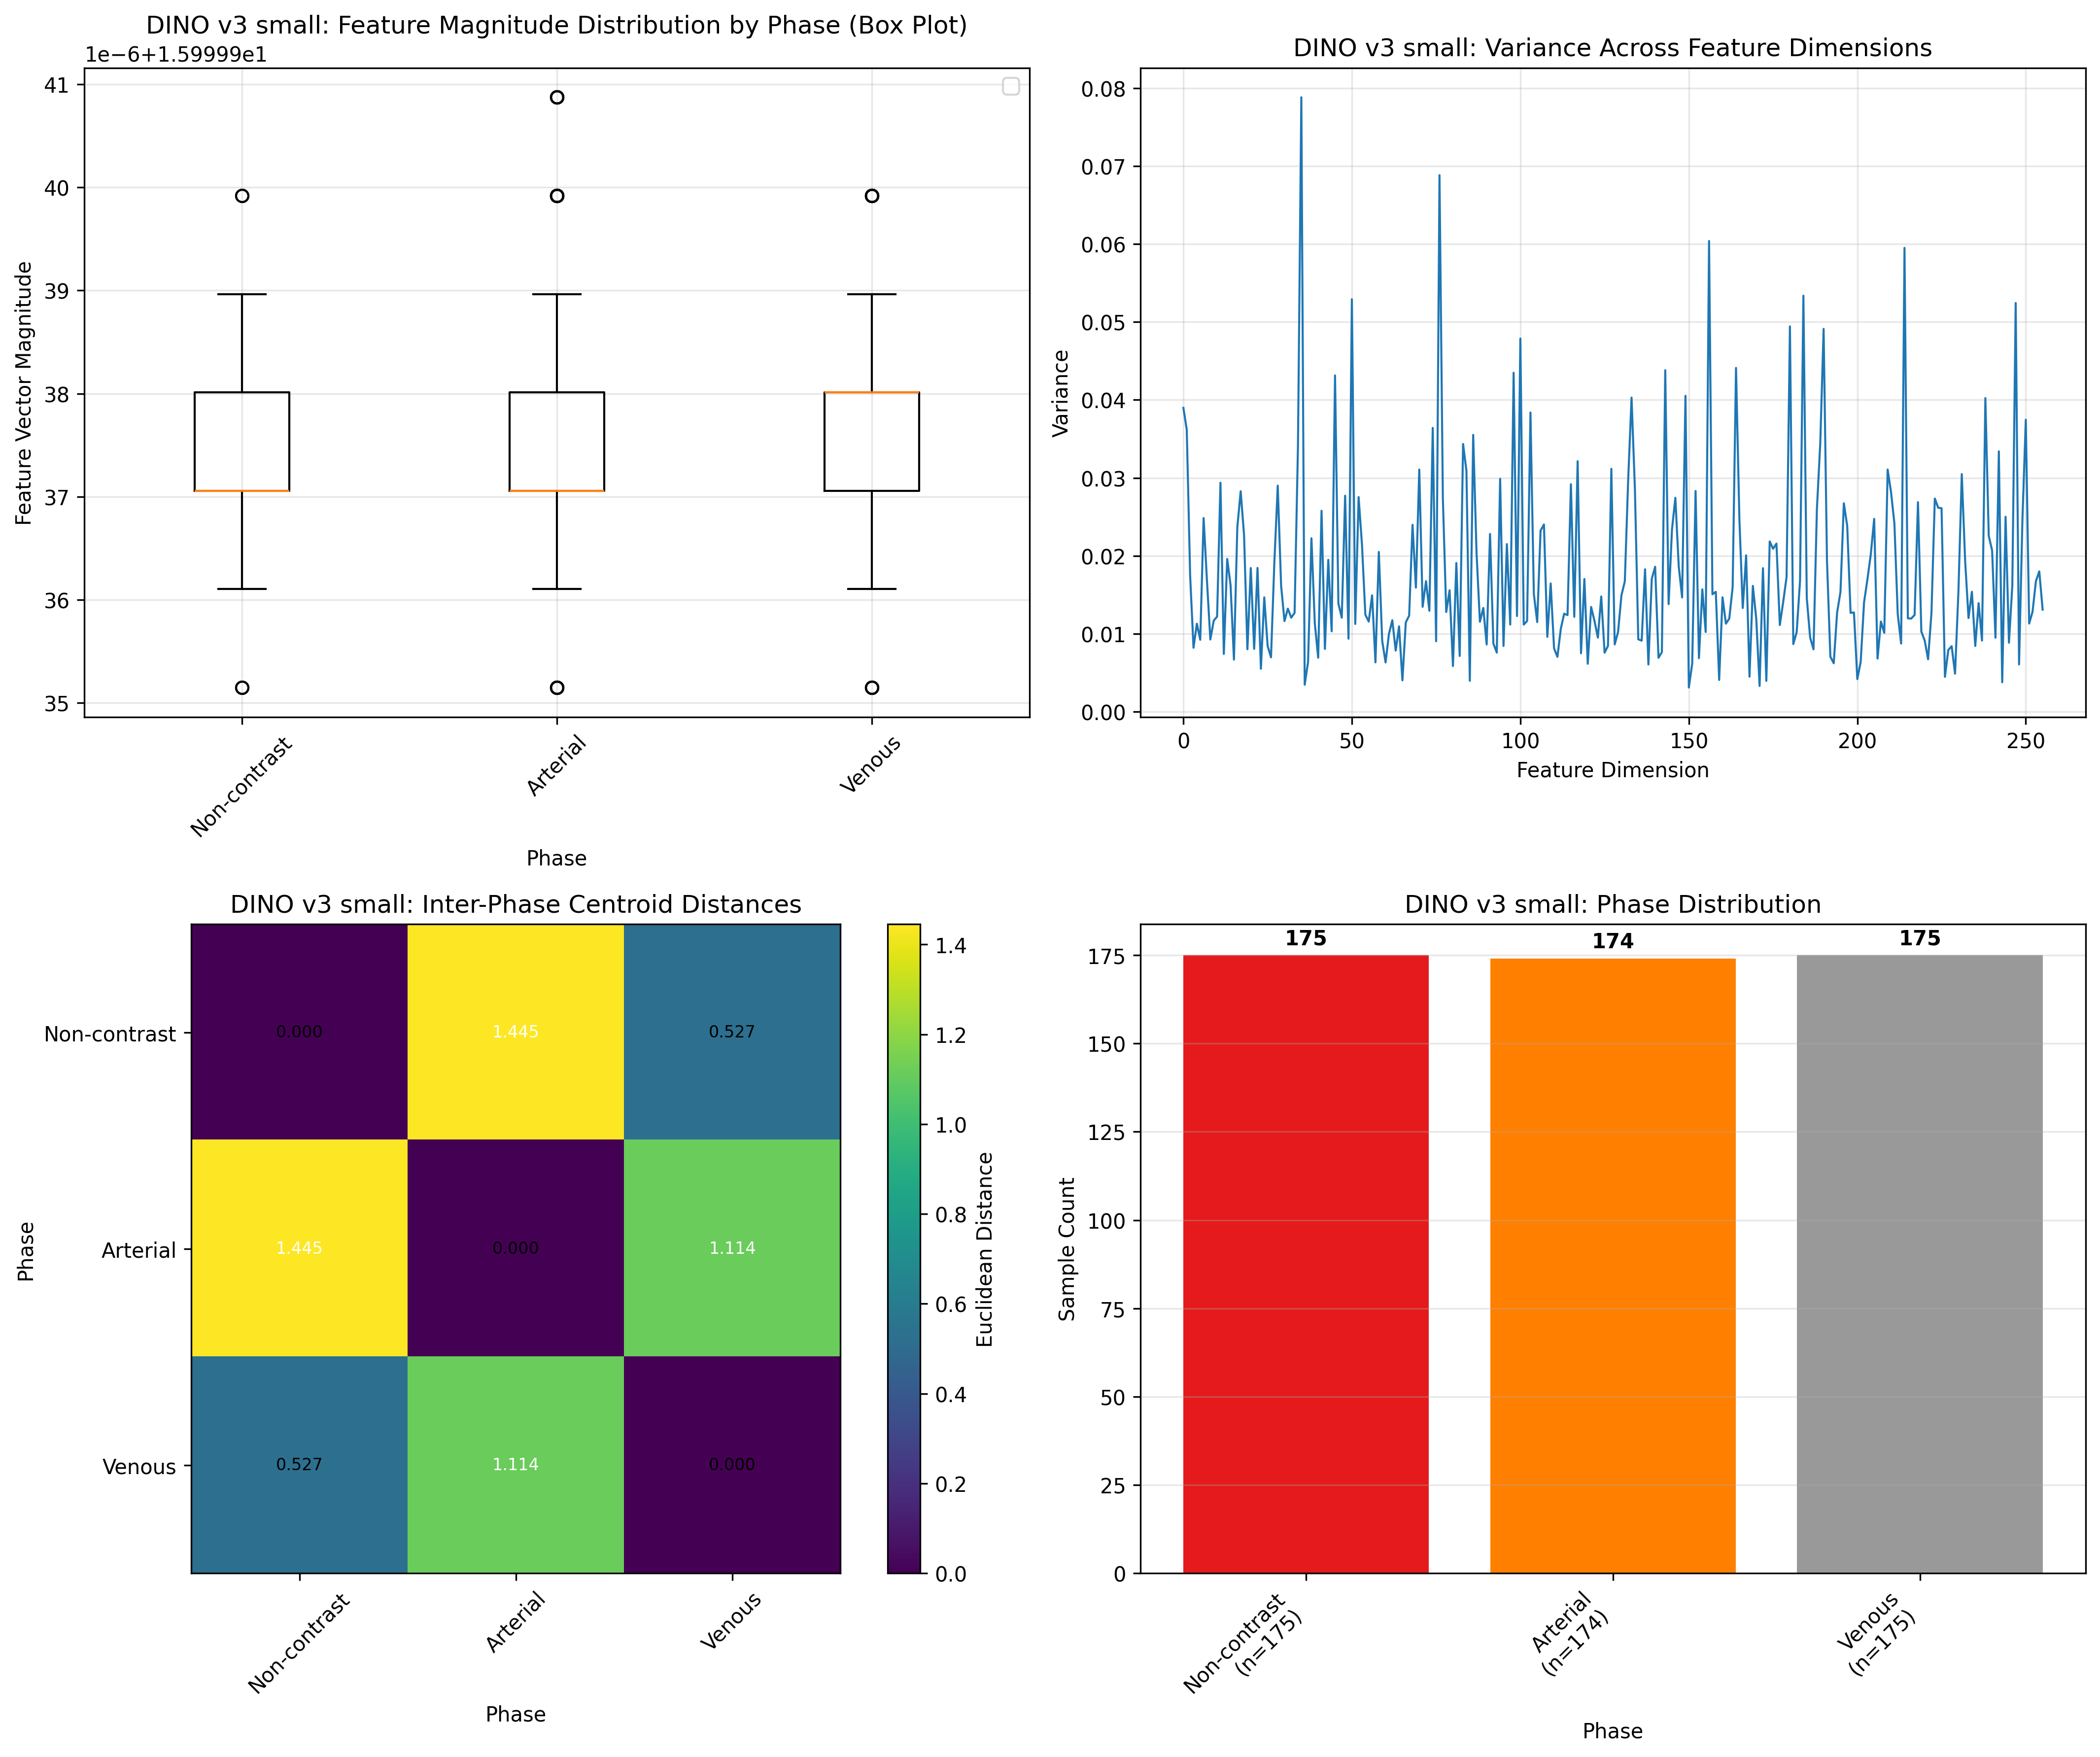 DINO v3 small: Feature Magnitude Distribution by Phase (Box Plot)
1e−6+1.59999e1
41
40
39
38
37
36
35
Feature Vector Magnitude
Non-contrast
Arterial
Venous
Phase
DINO v3 small: Variance Across Feature Dimensions
0.08
0.07
0.06
0.05
0.04
0.03
0.02
0.01
0.00
Variance
0 50 100 150 200 250
Feature Dimension
DINO v3 small: Inter-Phase Centroid Distances
Phase
Non-contrast 0.000 1.445 0.527
Arterial 1.445 0.000 1.114
Venous 0.527 1.114 0.000
Non-contrast
Arterial
Venous
Phase
1.4
1.2
1.0
0.8
0.6
0.4
0.2
0.0
Euclidean Distance
DINO v3 small: Phase Distribution
175 174 175
175
150
125
100
75
50
25
0
Sample Count
Non-contrast
(n=175)
Arterial
(n=174)
Venous
(n=175)
Phase